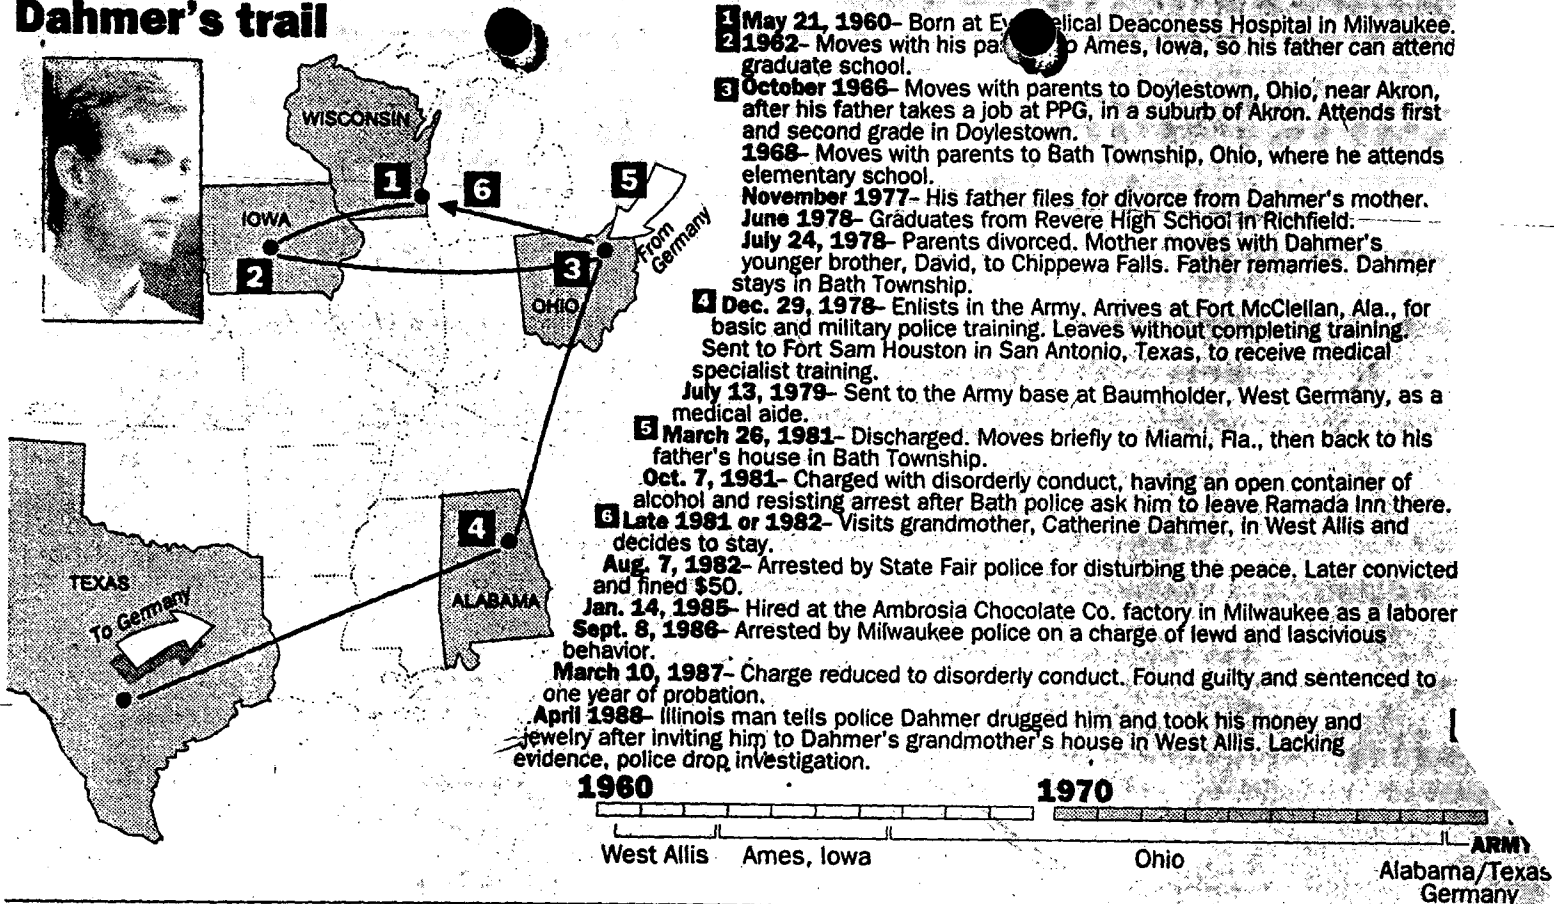 Dahmer's trail
WISCONSIN
1
6
5
IOWA
2
3
OHIO
From
Germany
4
TEXAS
To Germany
ALABAMA
1 May 21, 1960– Born at Ev elical Deaconess Hospital in Milwaukee.
2 1962– Moves with his pa o Ames, Iowa, so his father can attend
graduate school.
3 October 1966– Moves with parents to Doylestown, Ohio, near Akron,
after his father takes a job at PPG, in a suburb of Akron. Attends first
and second grade in Doylestown.
1968– Moves with parents to Bath Township, Ohio, where he attends
elementary school.
November 1977– His father files for divorce from Dahmer's mother.
June 1978– Graduates from Revere High School in Richfield.
July 24, 1978– Parents divorced. Mother moves with Dahmer's
younger brother, David, to Chippewa Falls. Father remarries. Dahmer
stays in Bath Township.
4 Dec. 29, 1978– Enlists in the Army. Arrives at Fort McClellan, Ala., for
basic and military police training. Leaves without completing training.
Sent to Fort Sam Houston in San Antonio, Texas, to receive medical
specialist training.
July 13, 1979– Sent to the Army base at Baumholder, West Germany, as a
medical aide.
5 March 26, 1981– Discharged. Moves briefly to Miami, Fla., then back to his
father's house in Bath Township.
Oct. 7, 1981– Charged with disorderly conduct, having an open container of
alcohol and resisting arrest after Bath police ask him to leave Ramada Inn there.
6 Late 1981 or 1982– Visits grandmother, Catherine Dahmer, in West Allis and
decides to stay.
Aug. 7, 1982– Arrested by State Fair police for disturbing the peace. Later convicted
and fined $50.
Jan. 14, 1985– Hired at the Ambrosia Chocolate Co. factory in Milwaukee as a laborer
Sept. 8, 1986– Arrested by Milwaukee police on a charge of lewd and lascivious
behavior.
March 10, 1987– Charge reduced to disorderly conduct. Found guilty and sentenced to
one year of probation.
April 1988– Illinois man tells police Dahmer drugged him and took his money and
jewelry after inviting him to Dahmer's grandmother's house in West Allis. Lacking
evidence, police drop investigation.
1960 1970
West Allis Ames, Iowa Ohio ARMY
Alabama/Texas
Germany